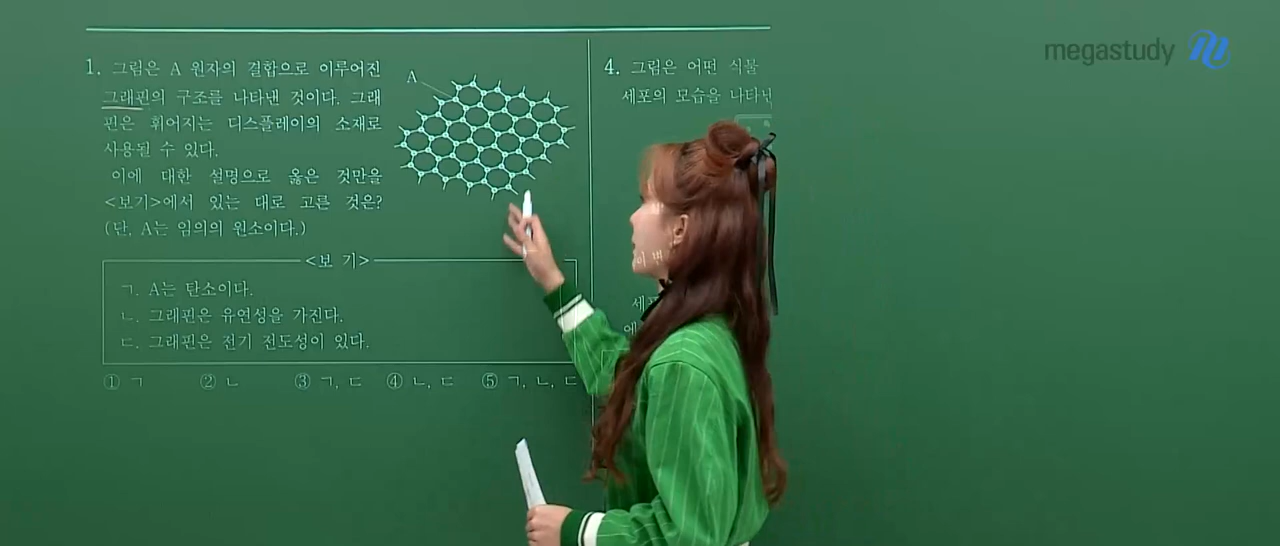 megastudy
1. 그림은 A 원자의 결합으로 이루어진
그래핀의 구조를 나타낸 것이다. 그래
핀은 휘어지는 디스플레이의 소재로
사용될 수 있다.
이에 대한 설명으로 옳은 것만을
<보기>에서 있는 대로 고른 것은?
(단, A는 임의의 원소이다.)
A
<보 기>
ㄱ. A는 탄소이다.
ㄴ. 그래핀은 유연성을 가진다.
ㄷ. 그래핀은 전기 전도성이 있다.
① ㄱ ② ㄴ ③ ㄱ, ㄷ ④ ㄴ, ㄷ ⑤ ㄱ, ㄴ, ㄷ
4. 그림은 어떤 식물
세포의 모습을 나타낸